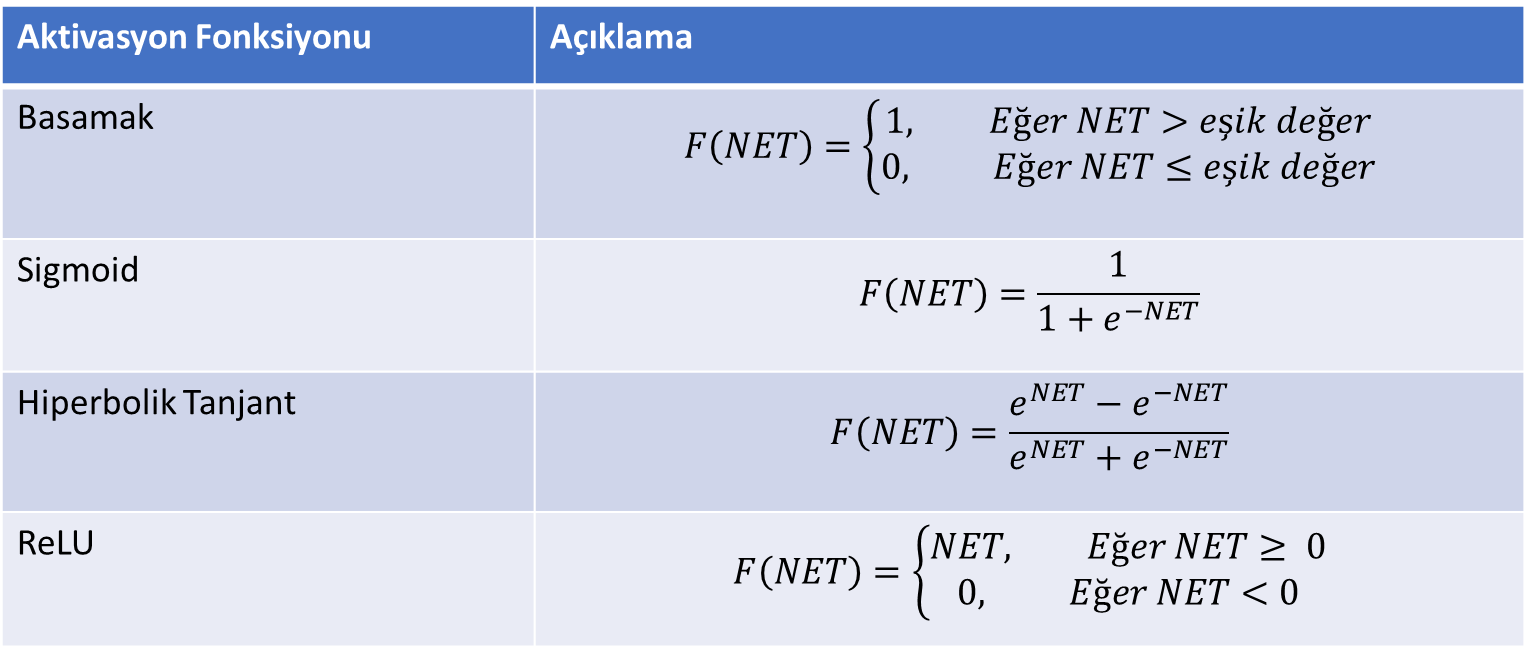 Aktivasyon Fonksiyonu Açıklama
Basamak
F(NET) = {1, Eğer NET > eşik değer
0, Eğer NET ≤ eşik değer
Sigmoid
F(NET) = 1 / (1 + e^{-NET})
Hiperbolik Tanjant
F(NET) = (e^{NET} − e^{−NET}) / (e^{NET} + e^{−NET})
ReLU
F(NET) = {NET, Eğer NET ≥ 0
0, Eğer NET < 0